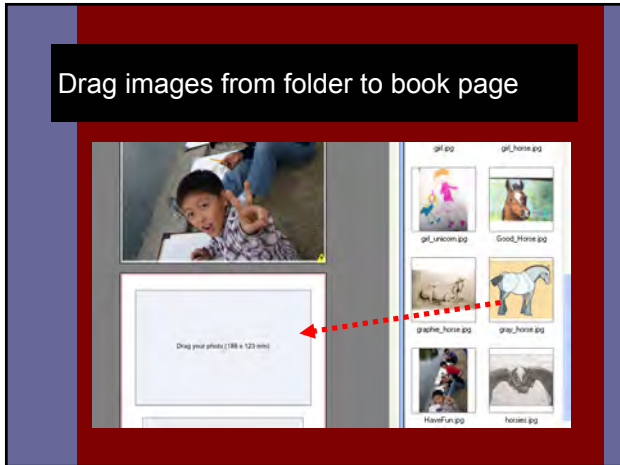 Drag images from folder to book page
girl.jpg
girl_horse.jpg
girl_unicorn.jpg
Good_Horse.jpg
graphie_horse.jpg
gray_horse.jpg
Drag your photo (188 x 123 mm)
HaveFun.jpg
horsies.jpg